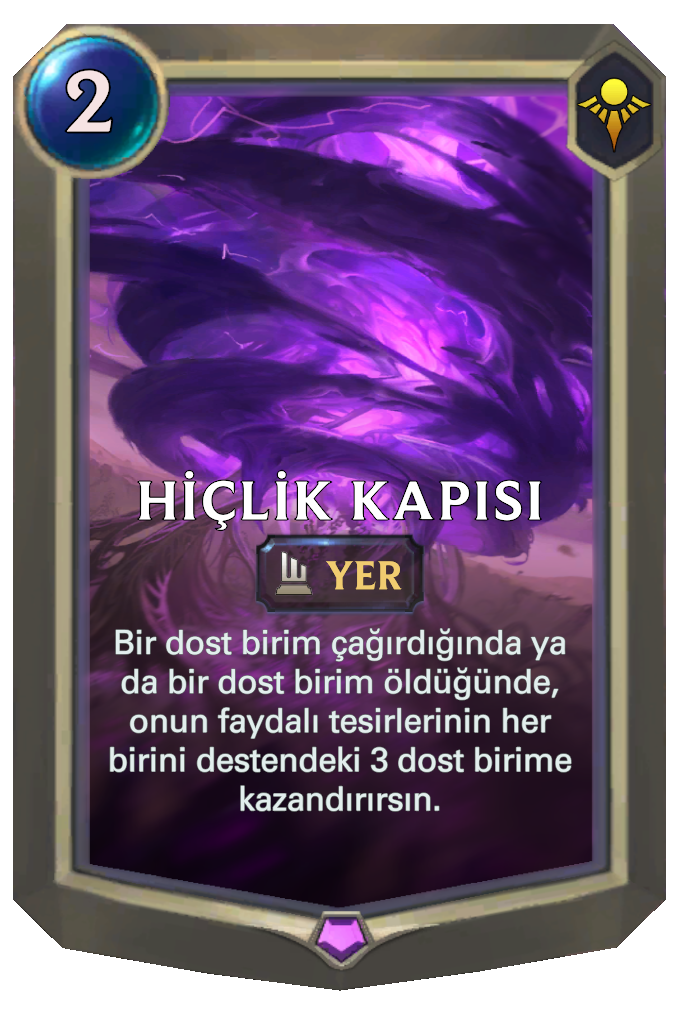 2
HİÇLİK KAPISI
YER
Bir dost birim çağırdığında ya
da bir dost birim öldüğünde,
onun faydalı tesirlerinin her
birini destendeki 3 dost birime
kazandırırsın.